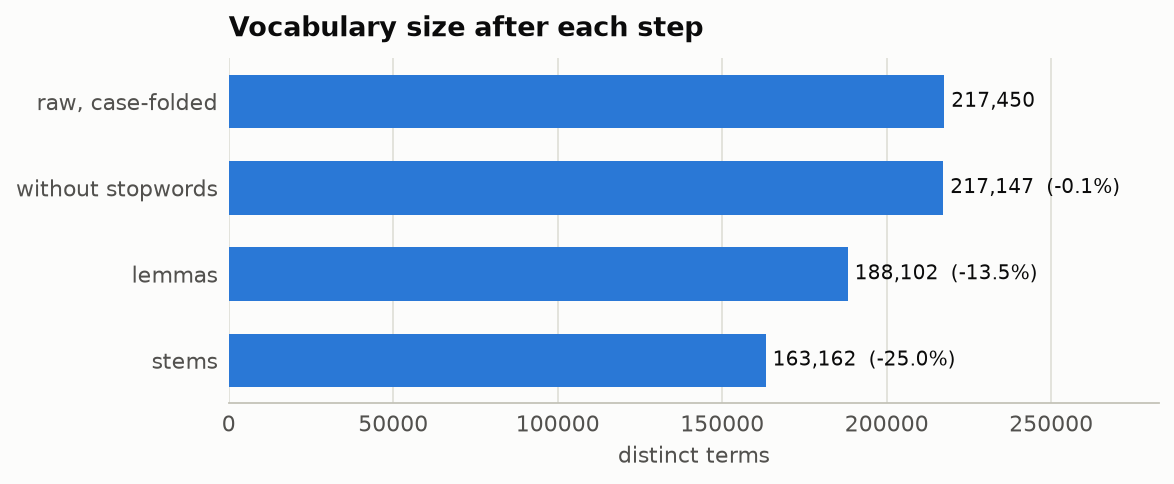 Vocabulary size after each step
raw, case-folded 217,450
without stopwords 217,147 (-0.1%)
lemmas 188,102 (-13.5%)
stems 163,162 (-25.0%)
0 50000 100000 150000 200000 250000
distinct terms